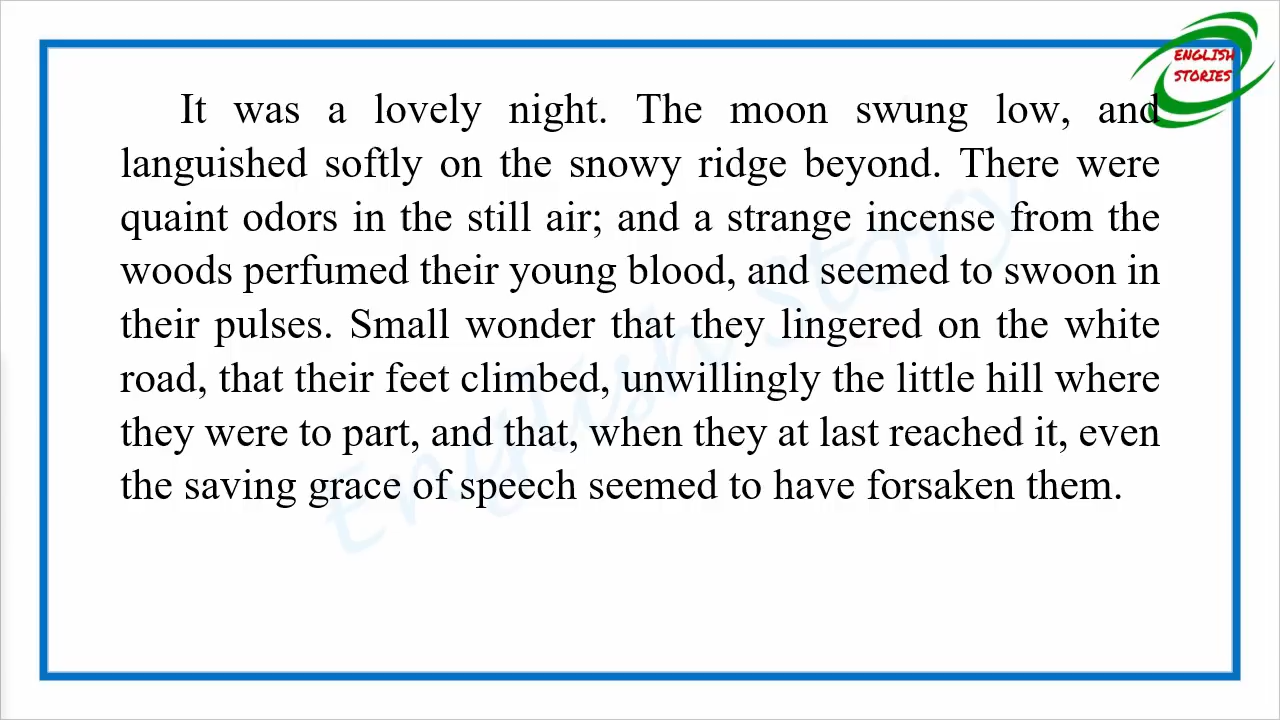 ENGLISH
STORIES
It was a lovely night. The moon swung low, and
languished softly on the snowy ridge beyond. There were
quaint odors in the still air; and a strange incense from the
woods perfumed their young blood, and seemed to swoon in
their pulses. Small wonder that they lingered on the white
road, that their feet climbed, unwillingly the little hill where
they were to part, and that, when they at last reached it, even
the saving grace of speech seemed to have forsaken them.
English Story